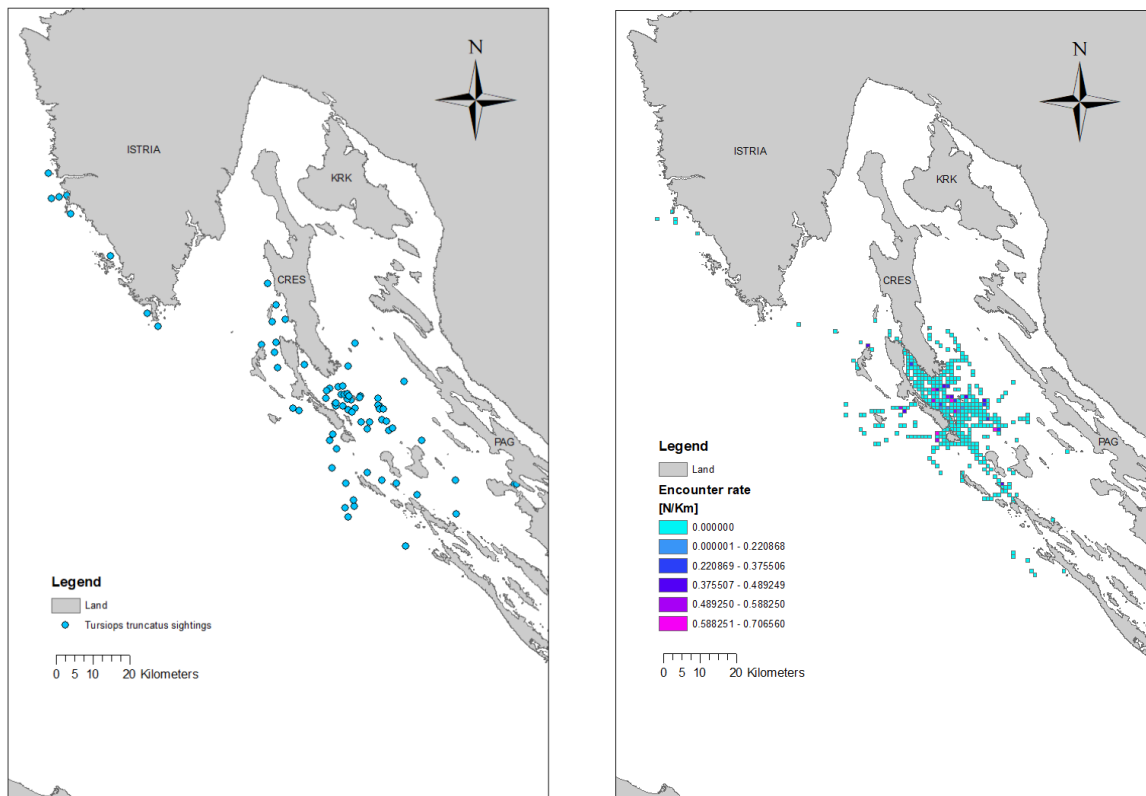 N
ISTRIA
KRK
CRES
PAG
Legend
Land
Tursiops truncatus sightings
0 5 10 20 Kilometers
N
ISTRIA
KRK
CRES
PAG
Legend
Land
Encounter rate
[N/Km]
0.000000
0.000001 - 0.220868
0.220869 - 0.375506
0.375507 - 0.489249
0.489250 - 0.588250
0.588251 - 0.706560
0 5 10 20 Kilometers